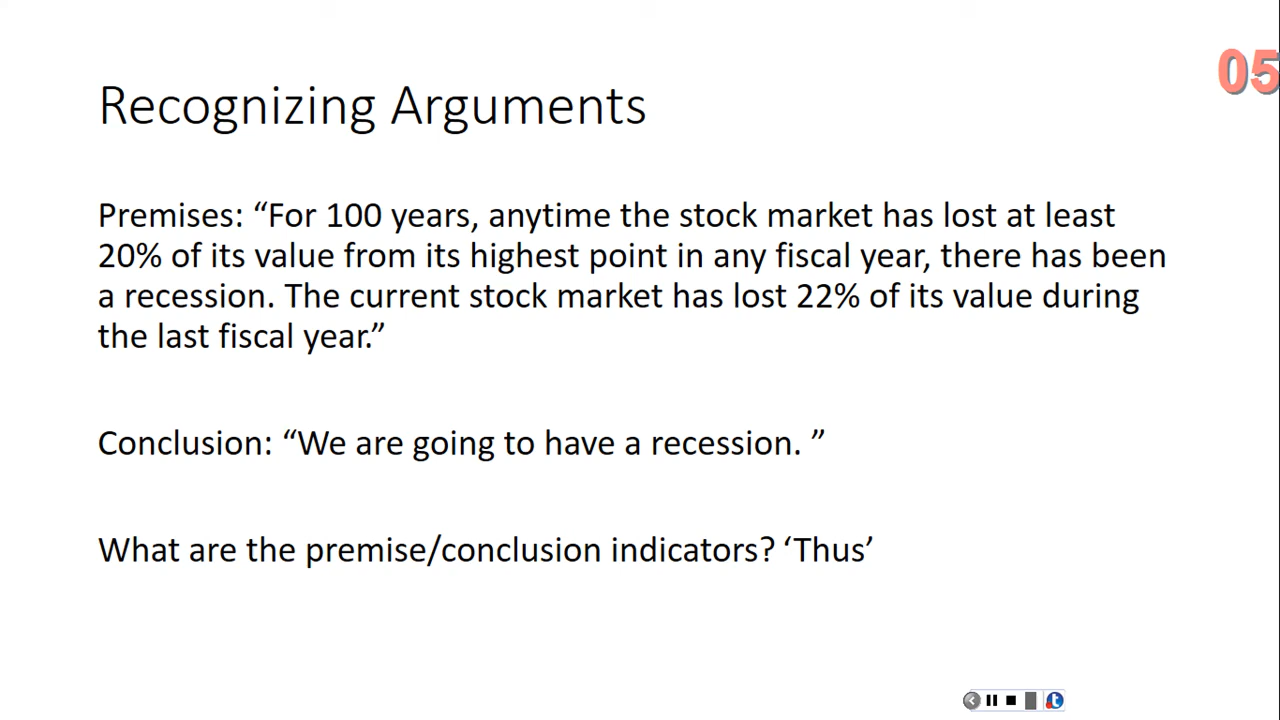 05
Recognizing Arguments
Premises: “For 100 years, anytime the stock market has lost at least
20% of its value from its highest point in any fiscal year, there has been
a recession. The current stock market has lost 22% of its value during
the last fiscal year.”
Conclusion: “We are going to have a recession. ”
What are the premise/conclusion indicators? ‘Thus’
t